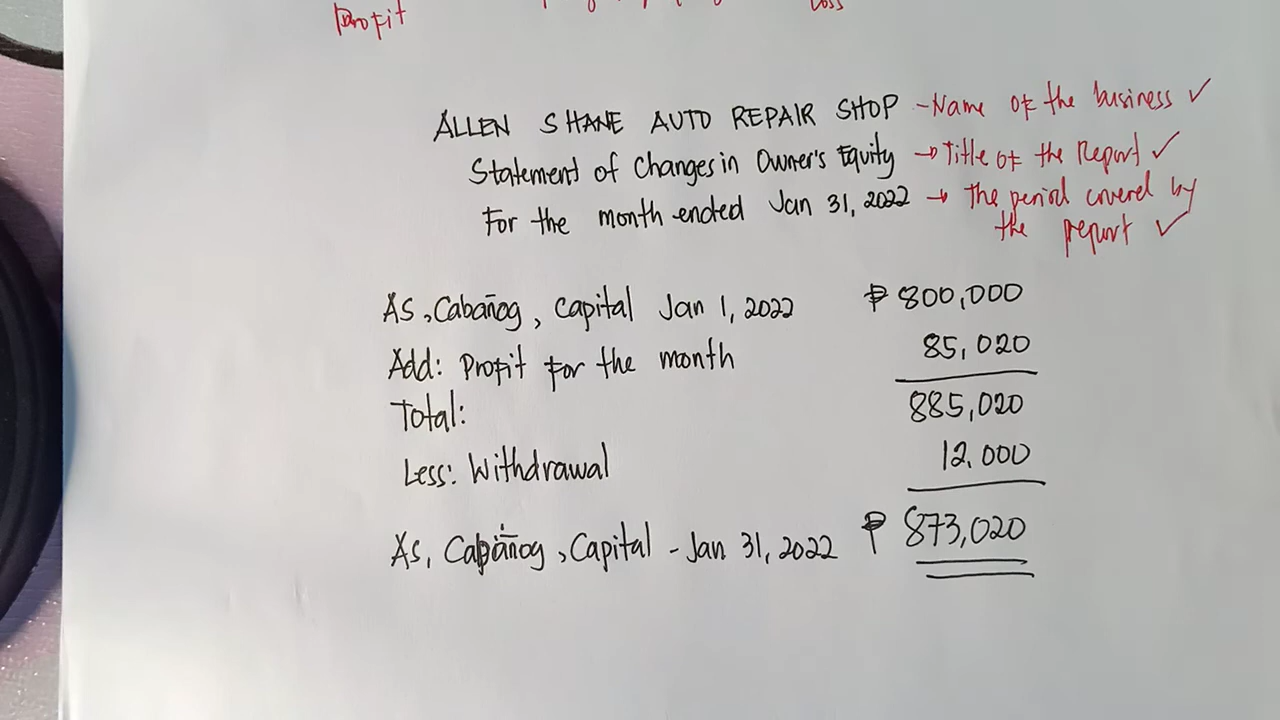 Profit loss
ALLEN SHANE AUTO REPAIR SHOP - Name of the business ✓
Statement of Changes in Owner's Equity → Title of the Report ✓
For the month ended Jan 31, 2022 → The period covered by
the report ✓
As, Cabañog, Capital Jan 1, 2022 ₱ 800,000
Add: Profit for the month 85,020
Total: 885,020
Less: Withdrawal 12,000
As, Cabañog, Capital - Jan 31, 2022 ₱ 873,020